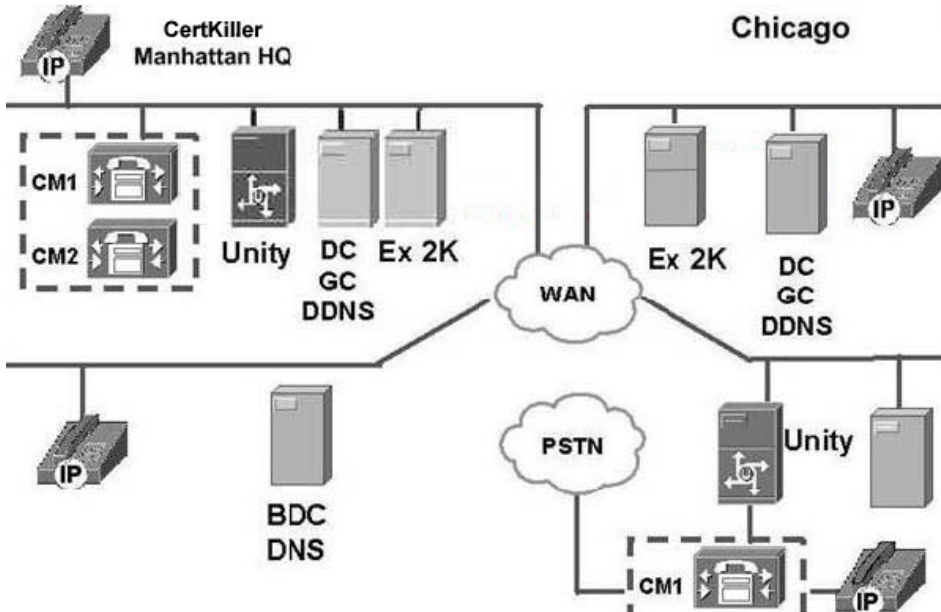 CertKiller
Manhattan HQ
Chicago
IP
CM1
CM2
Unity
DC
GC
DDNS
Ex 2K
WAN
Ex 2K
DC
GC
DDNS
IP
IP
BDC
DNS
PSTN
Unity
U
U
CM1
IP